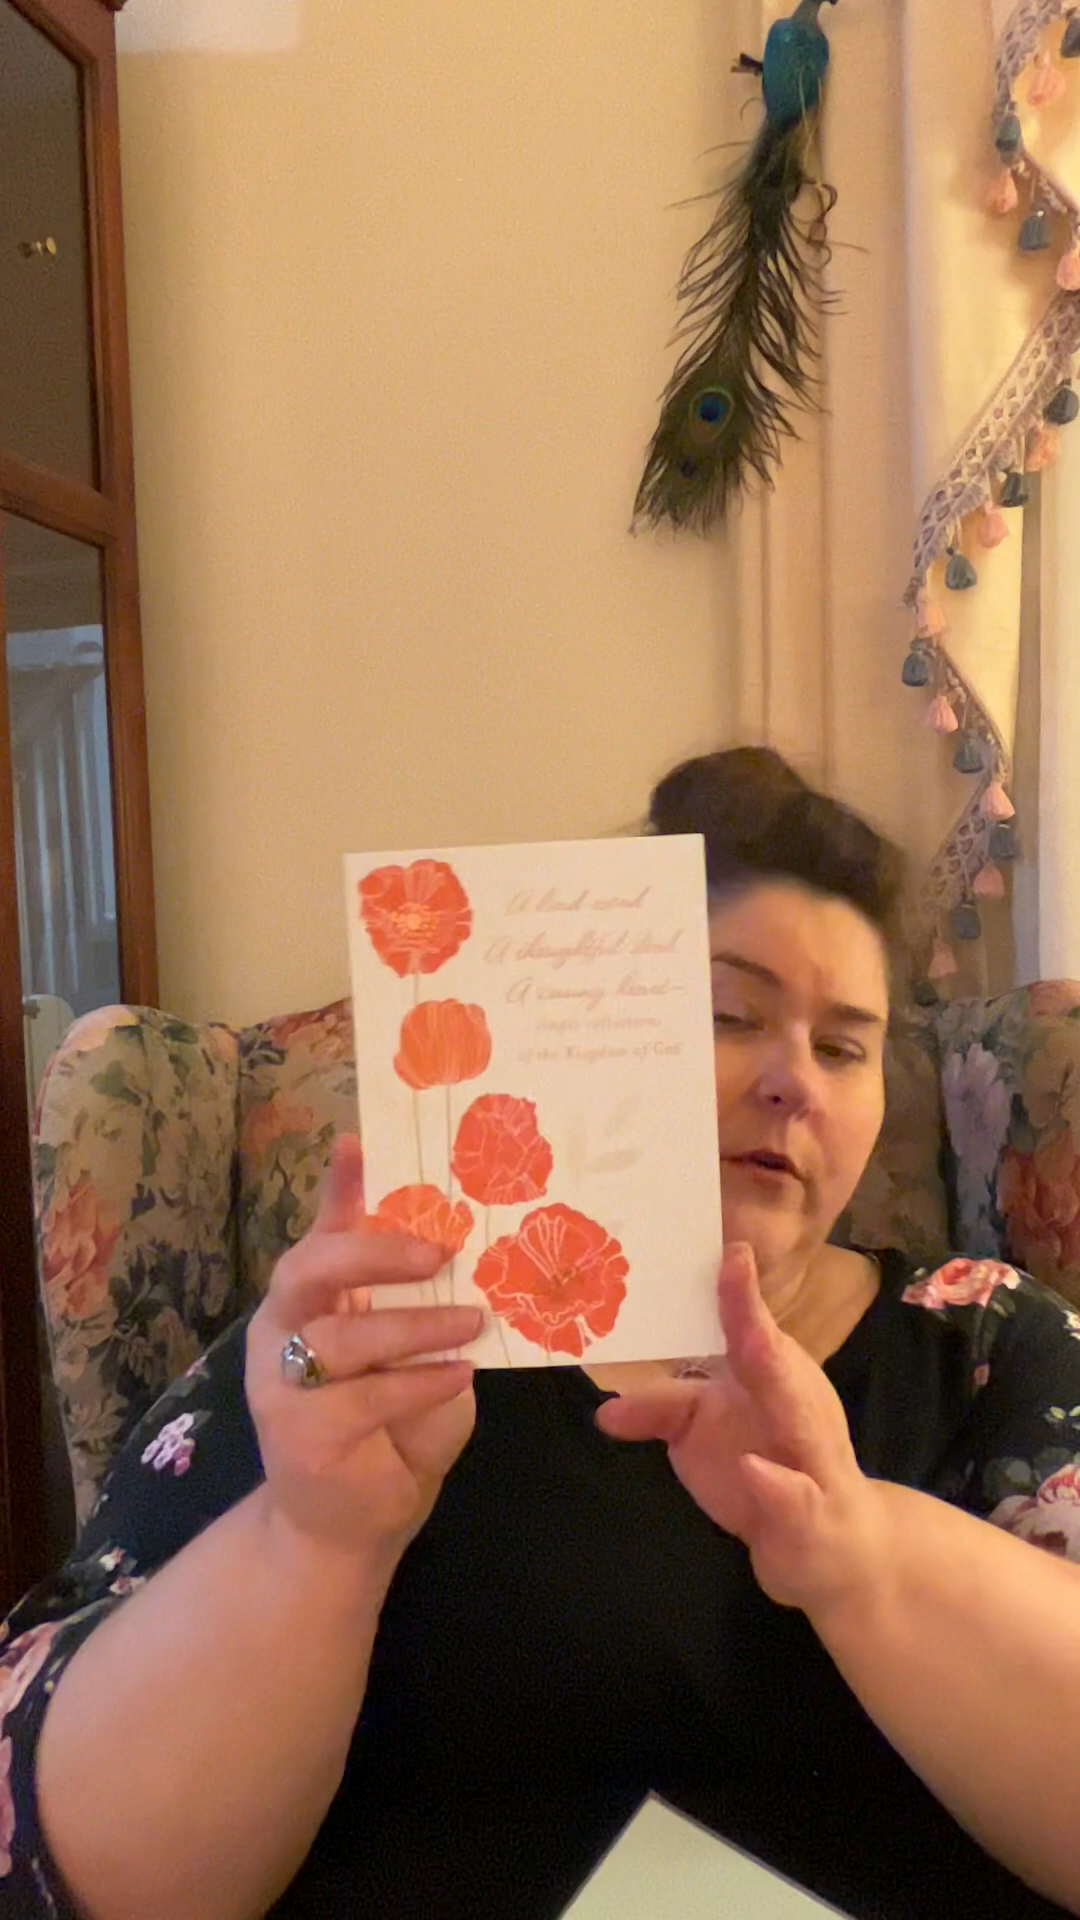 A kind word
A thoughtful deed
A caring heart—
simple reflections
of the Kingdom of God